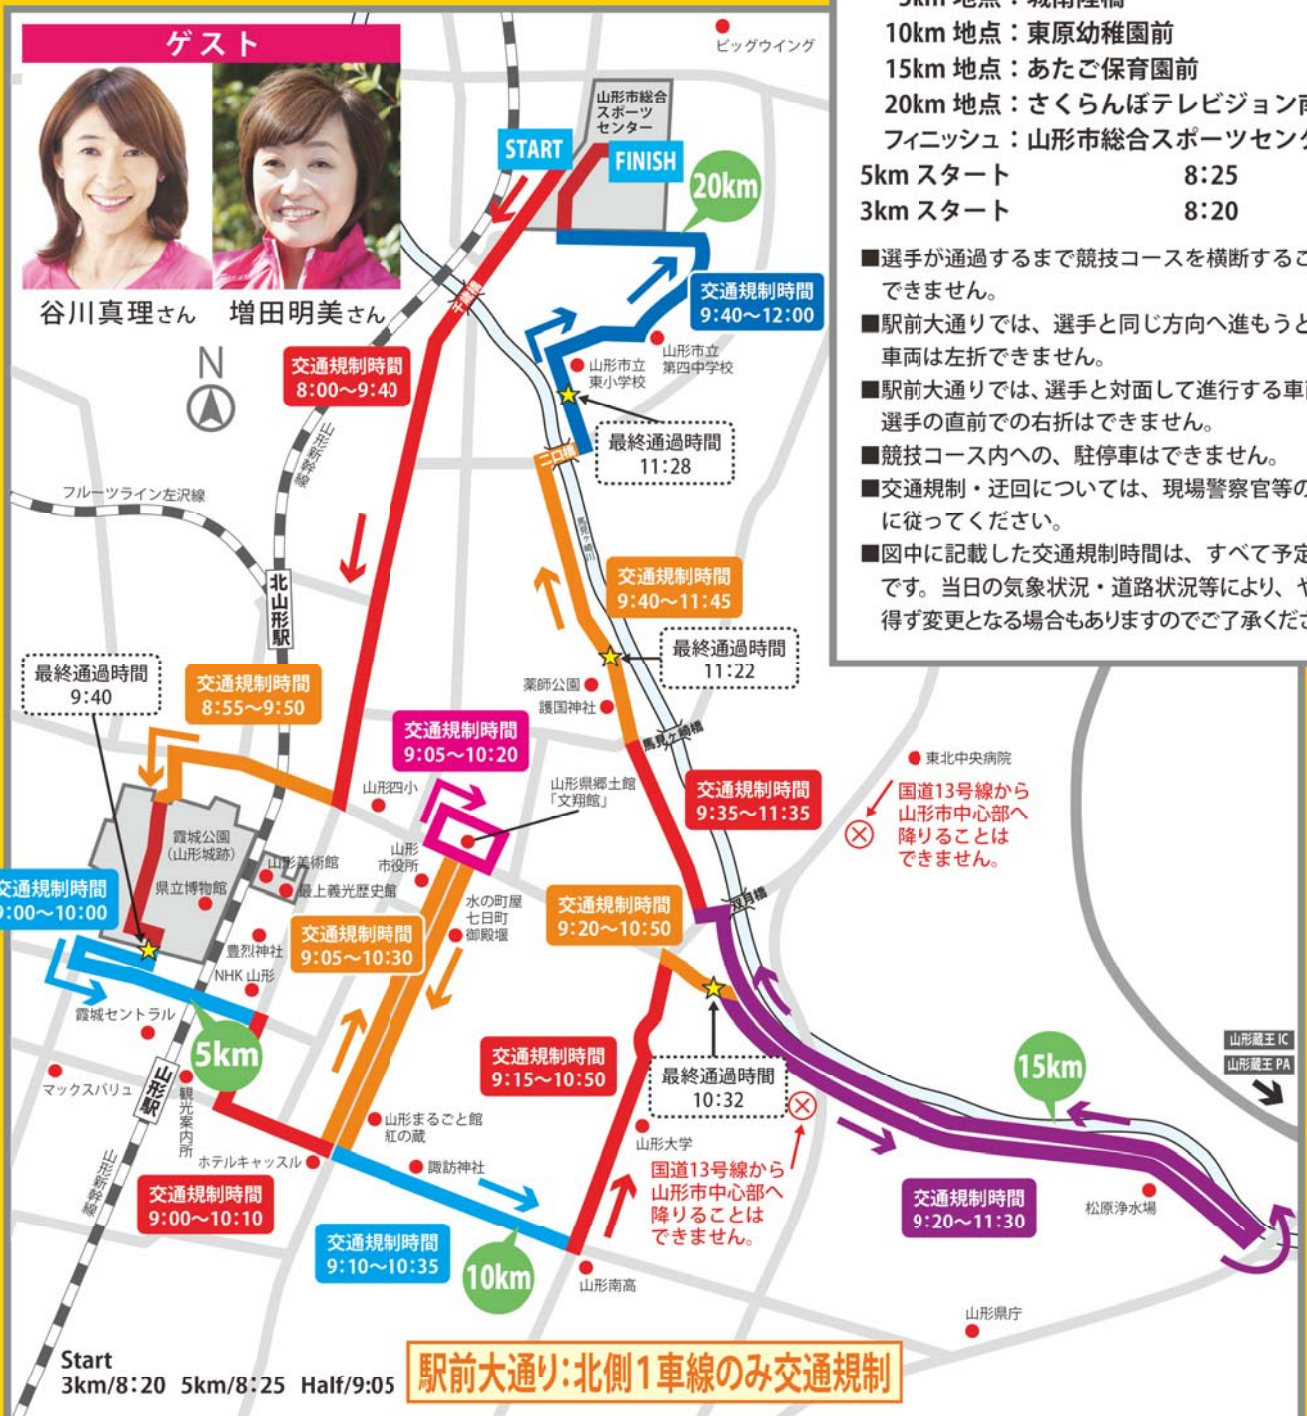 ゲスト
谷川真理さん 増田明美さん
10km 地点：東原幼稚園前
15km 地点：あたご保育園前
20km 地点：さくらんぼテレビジョン
フィニッシュ：山形市総合スポーツセン
5km スタート 8:25
3km スタート 8:20
■選手が通過するまで競技コースを横断するこ
できません。
■駅前大通りでは、選手と同じ方向へ進もうと
車両は左折できません。
■駅前大通りでは、選手と対面して進行する車
選手の直前での右折はできません。
■競技コース内への、駐停車はできません。
■交通規制・迂回については、現場警察官等の
に従ってください。
■図中に記載した交通規制時間は、すべて予定
です。当日の気象状況・道路状況等により、や
得ず変更となる場合もありますのでご了承くださ
ビッグウイング
山形市総合
スポーツ
センター
START
FINISH
20km
千歳橋
交通規制時間
9:40～12:00
山形市立
第四中学校
山形市立
東小学校
N
交通規制時間
8:00～9:40
山形新幹線
最終通過時間
11:28
二口橋
フルーツライン左沢線
馬見ヶ崎川
北山形駅
交通規制時間
9:40～11:45
最終通過時間
11:22
最終通過時間
9:40
交通規制時間
8:55～9:50
薬師公園
護国神社
交通規制時間
9:05～10:20
馬見ヶ崎橋
東北中央病院
山形四小
山形県郷土館
「文翔館」
交通規制時間
9:35～11:35
国道13号線から
山形市中心部へ
降りることは
できません。
霞城公園
（山形城跡）
山形美術館
山形
市役所
県立博物館
最上義光歴史館
交通規制時間
9:00～10:00
水の町屋
七日町
御殿堰
交通規制時間
9:20～10:50
双月橋
交通規制時間
9:05～10:30
豊烈神社
NHK 山形
霞城セントラル
5km
マックスバリュ
山形駅
観光案内所
交通規制時間
9:15～10:50
最終通過時間
10:32
15km
山形蔵王 IC
山形蔵王 PA
山形まるごと館
紅の蔵
山形大学
ホテルキャッスル
諏訪神社
国道13号線から
山形市中心部へ
降りることは
できません。
山形新幹線
交通規制時間
9:00～10:10
交通規制時間
9:20～11:30
松原浄水場
交通規制時間
9:10～10:35
10km
山形南高
山形県庁
Start
3km/8:20 5km/8:25 Half/9:05
駅前大通り：北側１車線のみ交通規制